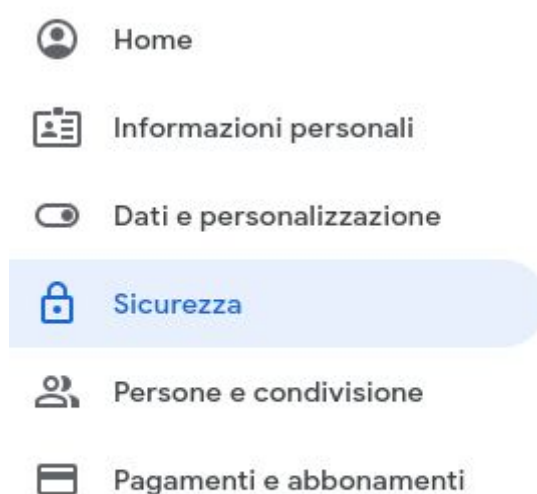 Home
Informazioni personali
Dati e personalizzazione
Sicurezza
Persone e condivisione
Pagamenti e abbonamenti